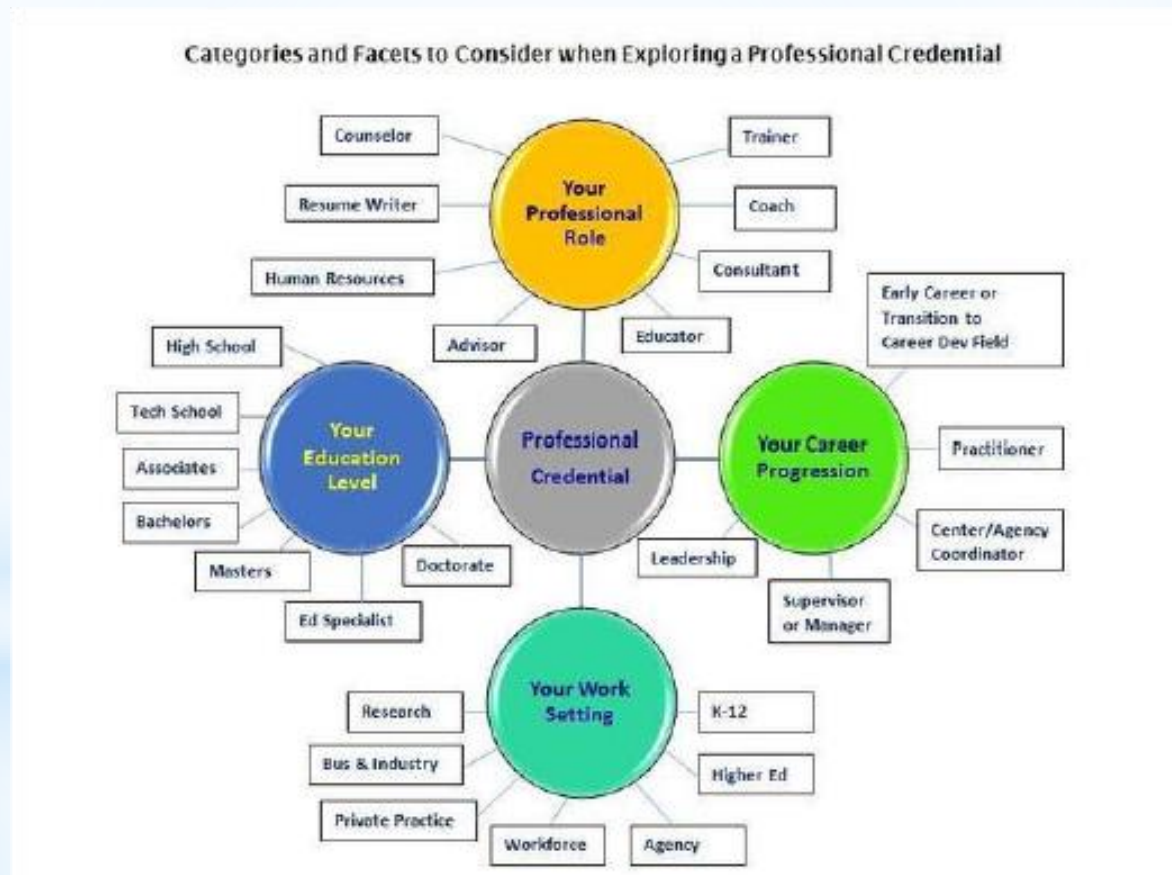 Categories and Facets to Consider when Exploring a Professional Credential
Counselor
Resume Writer
Human Resources
Advisor
Your
Professional
Role
Trainer
Coach
Consultant
Educator
High School
Tech School
Associates
Bachelors
Masters
Ed Specialist
Doctorate
Your
Education
Level
Professional
Credential
Your Career
Progression
Early Career or
Transition to
Career Dev Field
Practitioner
Center/Agency
Coordinator
Supervisor
or Manager
Leadership
Your Work
Setting
Research
Bus & Industry
Private Practice
Workforce
Agency
Higher Ed
K-12